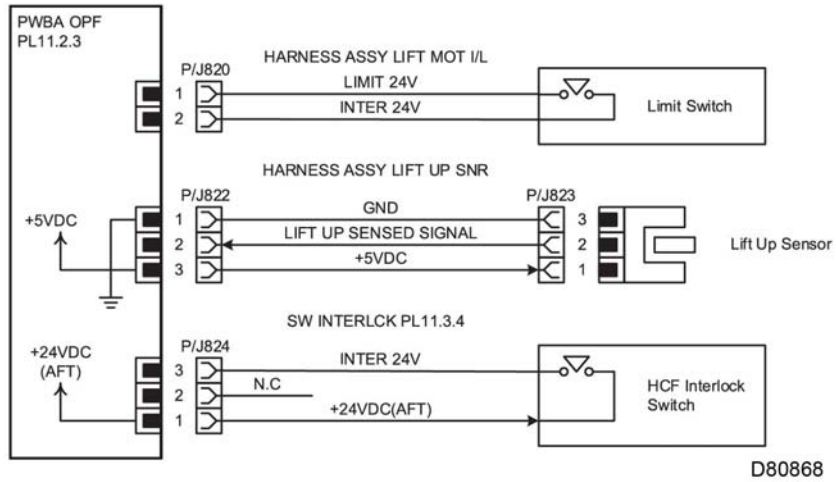 PWBA OPF
PL11.2.3
P/J820
HARNESS ASSY LIFT MOT I/L
1
LIMIT 24V
2
INTER 24V
Limit Switch
HARNESS ASSY LIFT UP SNR
P/J822
P/J823
+5VDC
1
GND
3
2
LIFT UP SENSED SIGNAL
2
Lift Up Sensor
3
+5VDC
1
SW INTERLCK PL11.3.4
P/J824
+24VDC
(AFT)
3
INTER 24V
2
N.C
1
+24VDC(AFT)
HCF Interlock
Switch
D80868